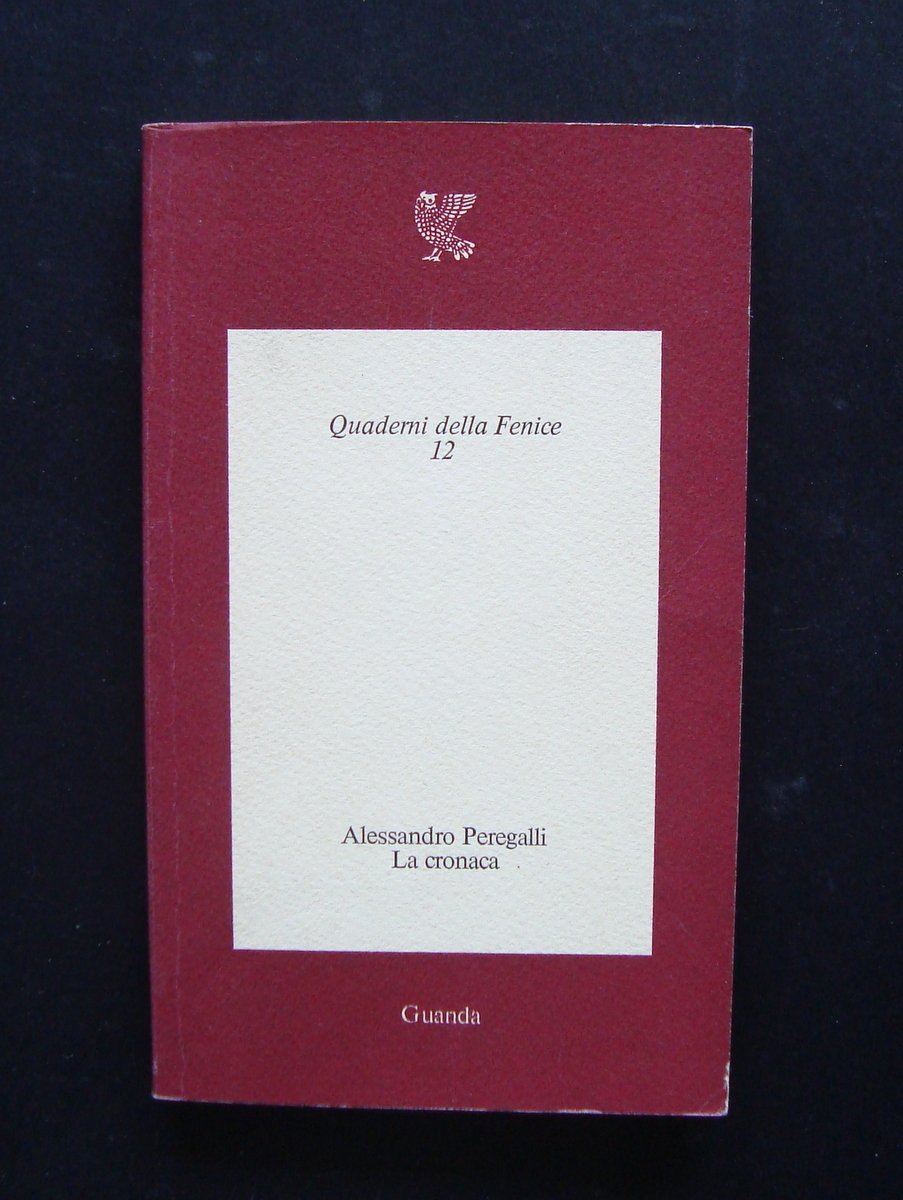 Quaderni della Fenice
12
Alessandro Peregalli
La cronaca
Guanda